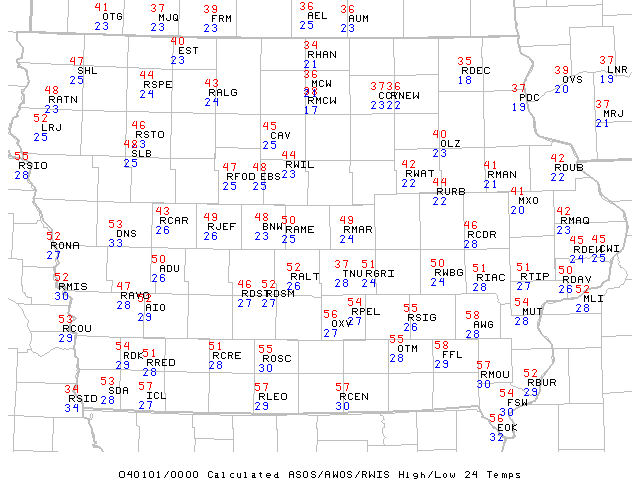 41 OTG 23
37 MJQ 23
39 FRM 23
36 AEL 25
36 AUM 23
40 EST 23
34 RHAN 21
47 SHL 25
44 RSPE 24
43 RALG 24
36 MCW
RMCW 17
37 CCY 23
36 RNEW 22
35 RDEC 18
39 OVS 20
37 LNR 19
48 RATN 23
37 PDC 19
37 MRJ 21
52 LRJ 25
46 RSTO
SLB 25
45 CAV 25
40 OLZ 23
55 RSIO 28
47 RFOD 25
48 EBS 25
44 RWIL 23
42 RWAT 22
44 RURB 22
41 RMAN 21
42 RDUB 22
41 MXO 20
43 RCAR 26
49 RJEF 26
48 BNW 23
50 RAME 25
49 RMAR 24
46 RCDR 28
42 RMAQ 23
53 DNS 33
52 RONA 27
45 RDEW 24
45 CWI 25
50 ADU 26
52 RALT 26
37 TNU 28
51 RGRI 24
50 RWBG 24
51 RIAC 28
51 RTIP 27
50 RDAV 26
52 MLI 28
52 RMIS 30
47 28
AIO 29
46 RDST 27
52 RDSM 27
54 RPEL 27
56 OXV 27
55 RSIG 26
58 AWG 28
54 MUT 28
53 RCOU 29
54 RDK 29
51 RRED 28
51 RCRE 28
55 ROSC 30
55 OTM 28
58 FFL 29
57 RMOU 30
52 RBUR 29
34 RSID 34
53 SDA 28
57 ICL 27
57 RLEO 29
57 RCEN 30
54 FSW 30
56 EOK 32
040101/0000 Calculated ASOS/AWOS/RWIS High/Low 24 Temps